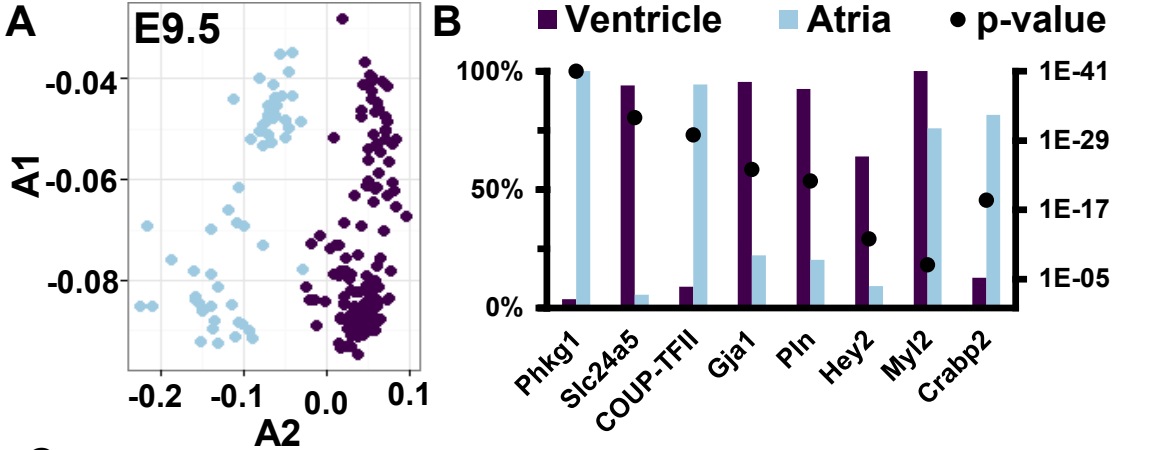 A
E9.5
-0.04
-0.06
-0.08
A1
-0.2
-0.1
0.0
0.1
A2
B
Ventricle
Atria
p-value
100%
50%
0%
1E-41
1E-29
1E-17
1E-05
Phkg1
Slc24a5
COUP-TFII
Gja1
Pln
Hey2
Myl2
Crabp2